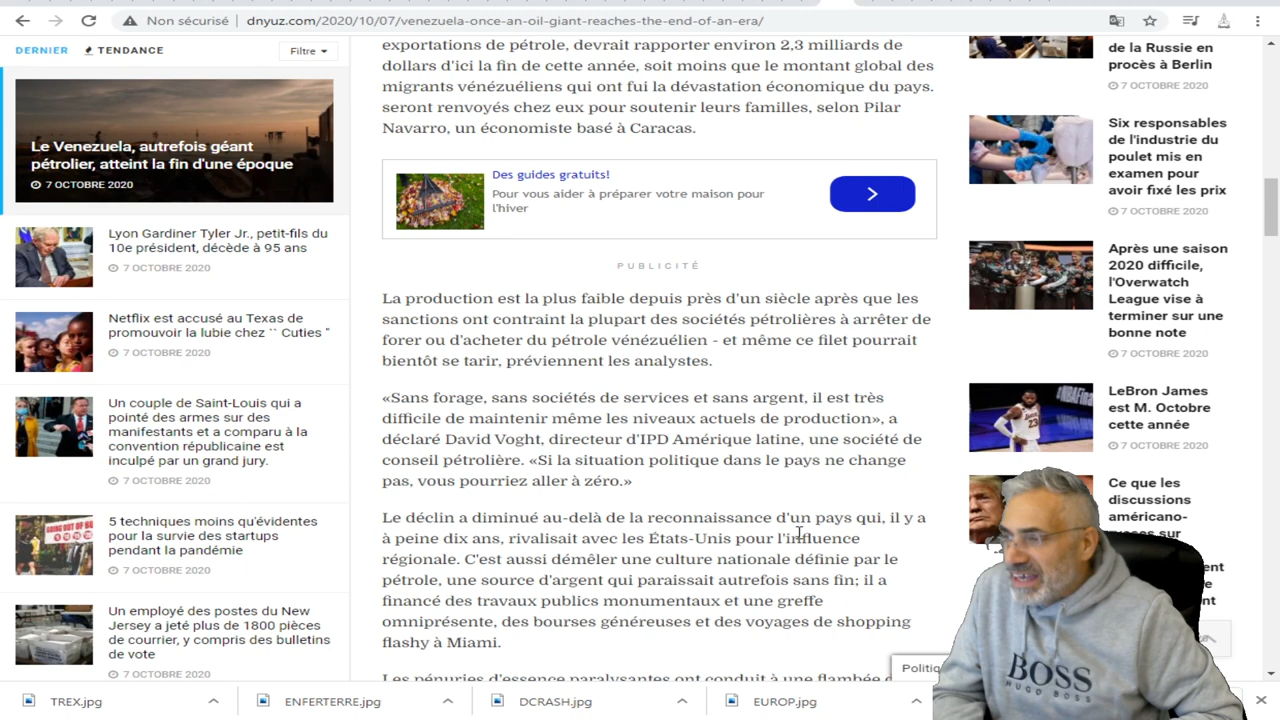 Non sécurisé
dnyuz.com/2020/10/07/venezuela-once-an-oil-giant-reaches-the-end-of-an-era/
DERNIER
TENDANCE
Filtre
Le Venezuela, autrefois géant
pétrolier, atteint la fin d'une époque
7 OCTOBRE 2020
Lyon Gardiner Tyler Jr., petit-fils du
10e président, décède à 95 ans
7 OCTOBRE 2020
Netflix est accusé au Texas de
promouvoir la lubie chez `` Cuties "
7 OCTOBRE 2020
Un couple de Saint-Louis qui a
pointé des armes sur des
manifestants et a comparu à la
convention républicaine est
inculpé par un grand jury.
7 OCTOBRE 2020
5 techniques moins qu'évidentes
pour la survie des startups
pendant la pandémie
7 OCTOBRE 2020
Un employé des postes du New
Jersey a jeté plus de 1800 pièces
de courrier, y compris des bulletins
de vote
7 OCTOBRE 2020
exportations de pétrole, devrait rapporter environ 2,3 milliards de
dollars d'ici la fin de cette année, soit moins que le montant global des
migrants vénézuéliens qui ont fui la dévastation économique du pays.
seront renvoyés chez eux pour soutenir leurs familles, selon Pilar
Navarro, un économiste basé à Caracas.
Des guides gratuits!
Pour vous aider à préparer votre maison pour
l'hiver
PUBLICITÉ
La production est la plus faible depuis près d'un siècle après que les
sanctions ont contraint la plupart des sociétés pétrolières à arrêter de
forer ou d'acheter du pétrole vénézuélien - et même ce filet pourrait
bientôt se tarir, préviennent les analystes.
«Sans forage, sans sociétés de services et sans argent, il est très
difficile de maintenir même les niveaux actuels de production», a
déclaré David Voght, directeur d'IPD Amérique latine, une société de
conseil pétrolière. «Si la situation politique dans le pays ne change
pas, vous pourriez aller à zéro.»
Le déclin a diminué au-delà de la reconnaissance d'un pays qui, il y a
à peine dix ans, rivalisait avec les États-Unis pour l'influence
régionale. C'est aussi démêler une culture nationale définie par le
pétrole, une source d'argent qui paraissait autrefois sans fin; il a
financé des travaux publics monumentaux et une greffe
omniprésente, des bourses généreuses et des voyages de shopping
flashy à Miami.
Les pénuries d'essence paralysantes ont conduit à une flambée
de la Russie en
procès à Berlin
7 OCTOBRE 2020
Six responsables
de l'industrie du
poulet mis en
examen pour
avoir fixé les prix
7 OCTOBRE 2020
Après une saison
2020 difficile,
l'Overwatch
League vise à
terminer sur une
bonne note
7 OCTOBRE 2020
LeBron James
est M. Octobre
cette année
7 OCTOBRE 2020
Ce que les
discussions
américano-
sur
BOSS
HUGO BOSS
TREX.jpg
ENFERTERRE.jpg
DCRASH.jpg
EUROP.jpg